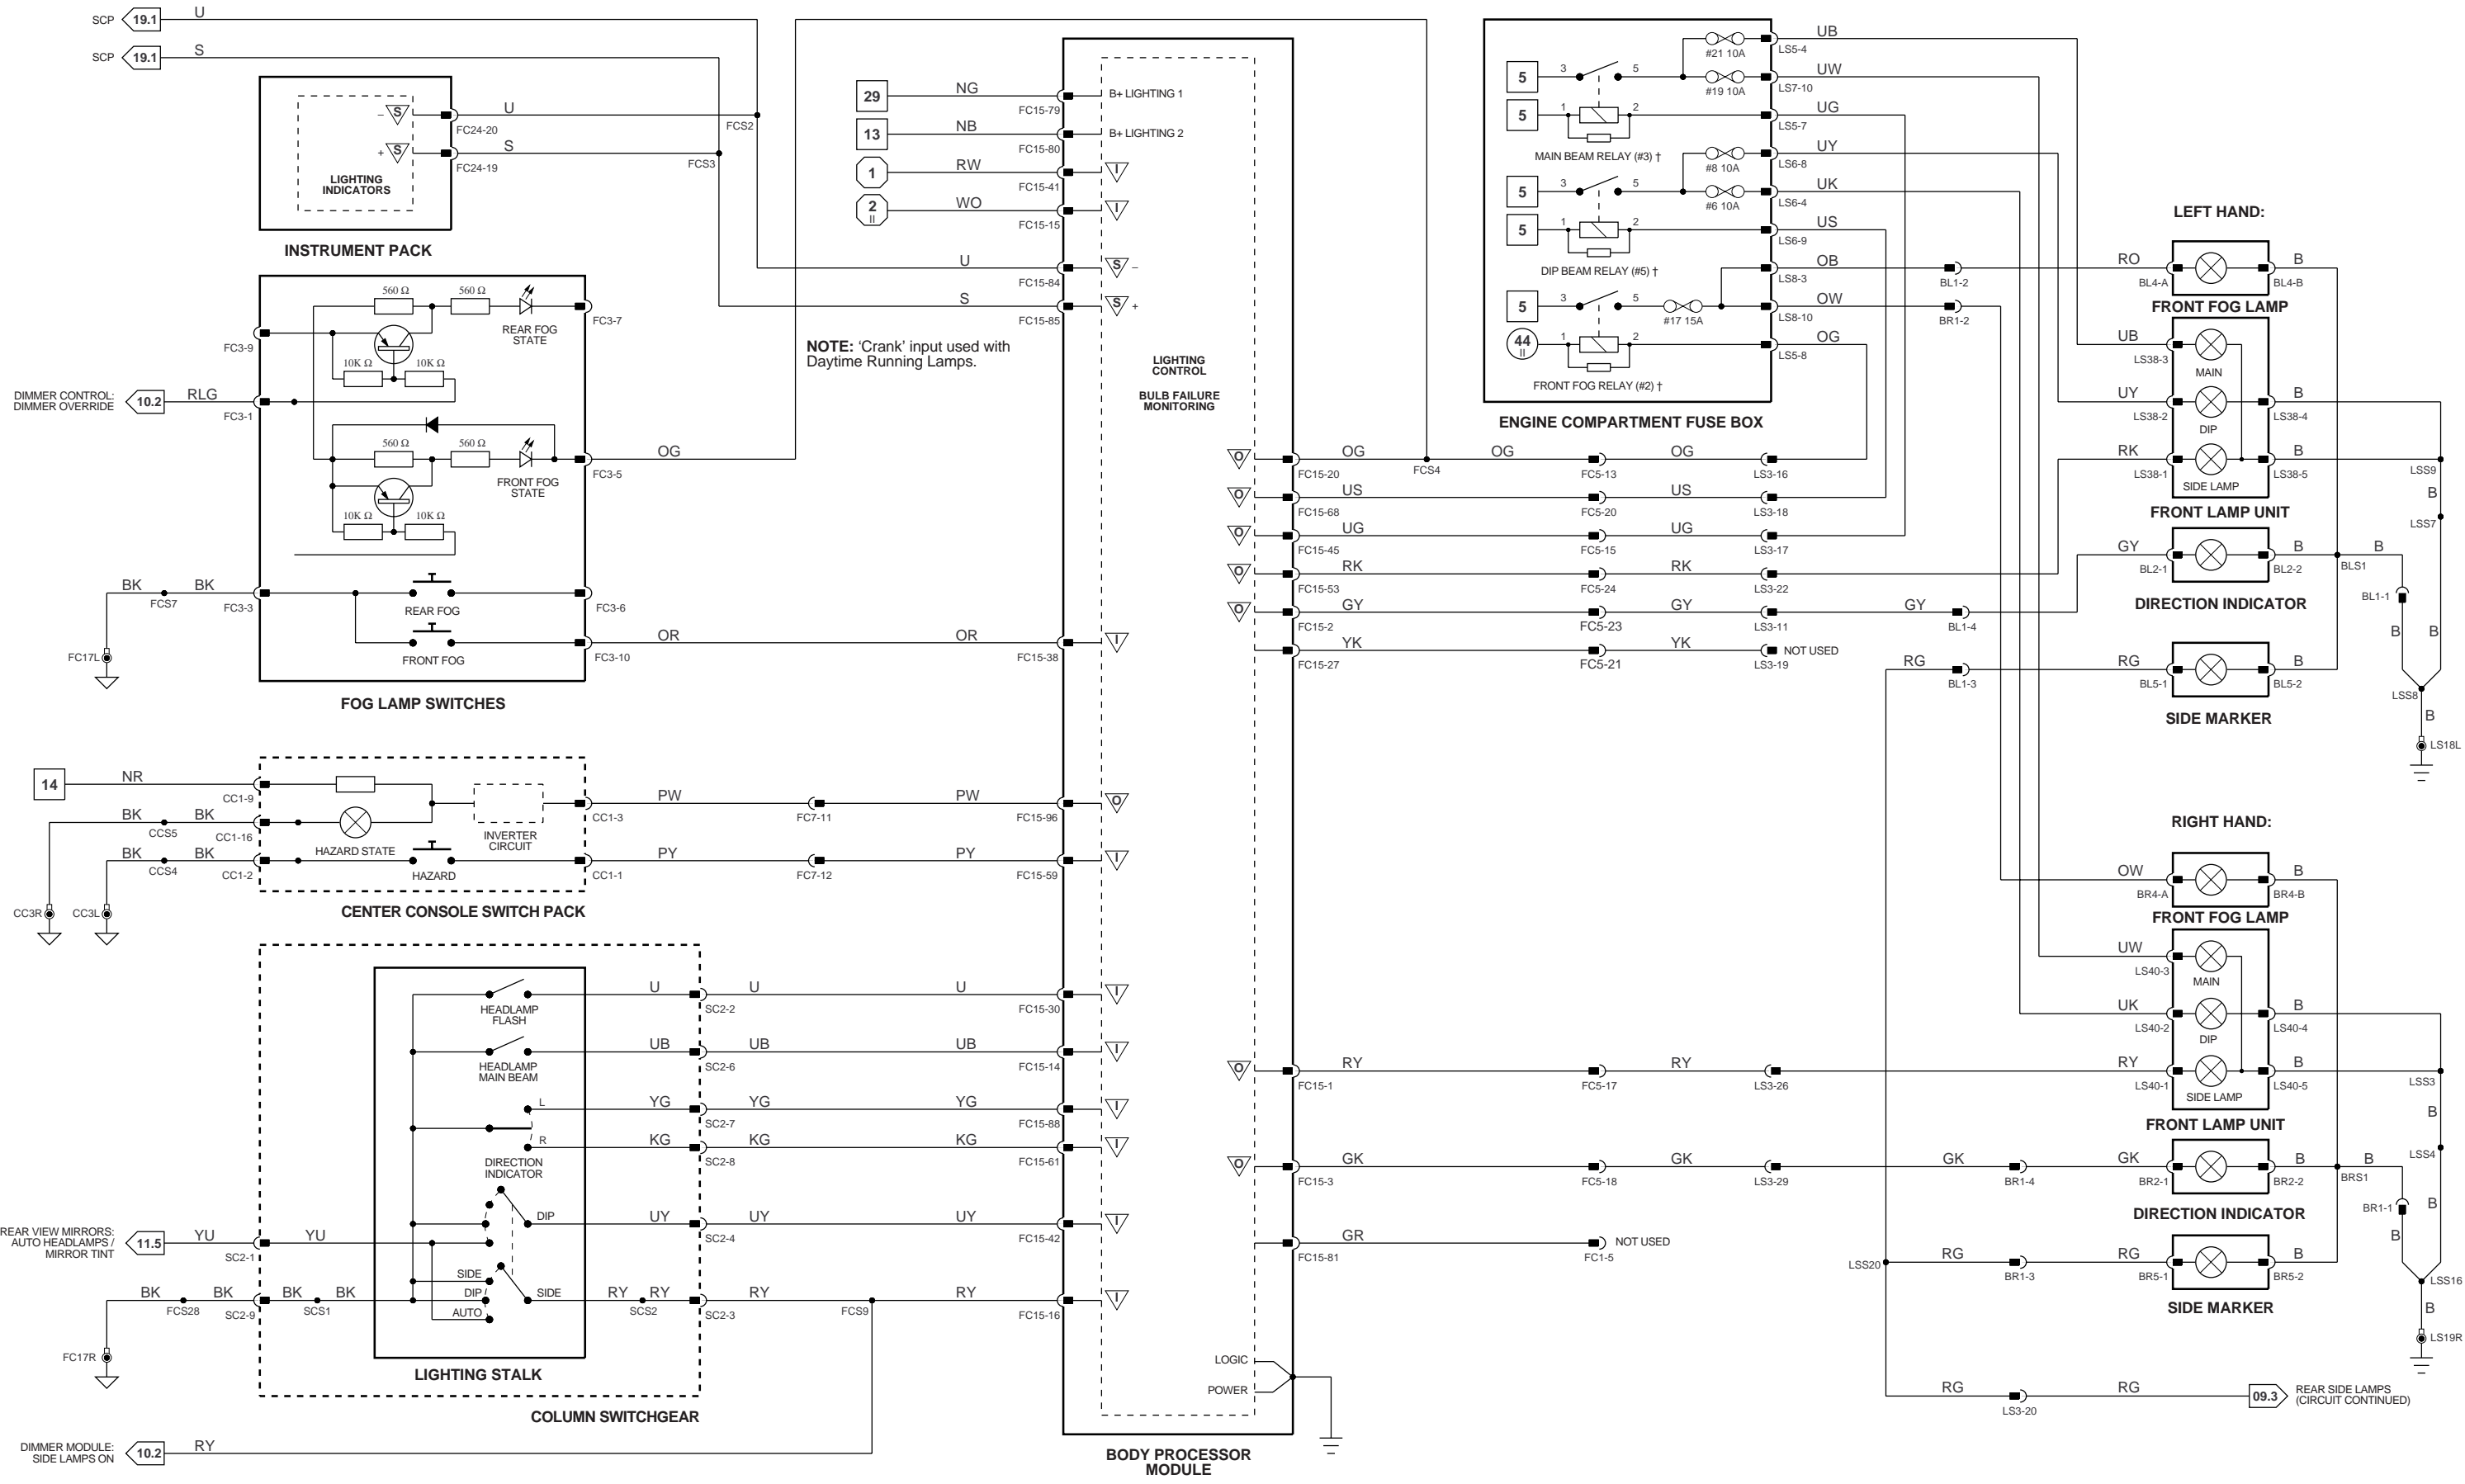 SCP 19.1 U
SCP 19.1 S
– S U
FC24-20
+ S S
FC24-19
LIGHTING
INDICATORS
INSTRUMENT PACK
FCS2
FCS3
560 Ω 560 Ω
REAR FOG
STATE
FC3-7
FC3-9
10K Ω 10K Ω
DIMMER CONTROL:
DIMMER OVERRIDE
10.2 RLG
FC3-1
560 Ω 560 Ω
FRONT FOG
STATE
OG
FC3-5
10K Ω 10K Ω
BK BK
FCS7 FC3-3
REAR FOG
FC3-6
FRONT FOG
OR OR
FC3-10 FC15-38
FC17L
FOG LAMP SWITCHES
NOTE: ‘Crank’ input used with
Daytime Running Lamps.
14 NR
CC1-9
BK BK
CCS5 CC1-16
HAZARD STATE
INVERTER
CIRCUIT
PW PW
CC1-3 FC7-11 FC15-96
BK BK
CCS4 CC1-2
HAZARD
PY PY
CC1-1 FC7-12 FC15-59
CC3R CC3L
CENTER CONSOLE SWITCH PACK
HEADLAMP
FLASH
U U U
SC2-2 FC15-30
HEADLAMP
MAIN BEAM
UB UB UB
SC2-6 FC15-14
L YG YG YG
SC2-7 FC15-88
R KG KG KG
SC2-8 FC15-61
DIRECTION
INDICATOR
DIP UY UY UY
SC2-4 FC15-42
REAR VIEW MIRRORS:
AUTO HEADLAMPS /
MIRROR TINT
11.5 YU YU
SC2-1
SIDE
DIP
AUTO
SIDE RY RY RY RY
SCS2 SC2-3 FCS9 FC15-16
BK BK BK BK
FCS28 SC2-9 SCS1
FC17R
LIGHTING STALK
COLUMN SWITCHGEAR
DIMMER MODULE:
SIDE LAMPS ON
10.2 RY
29 NG
FC15-79
B+ LIGHTING 1
13 NB
FC15-80
B+ LIGHTING 2
1 RW
FC15-41
I
2
II
WO
FC15-15
I
U
FC15-84
S –
S
FC15-85
S +
LIGHTING
CONTROL
BULB FAILURE
MONITORING
I
O
I
I
I
I
I
I
I
LOGIC
POWER
BODY PROCESSOR
MODULE
O OG OG OG
FC15-20 FCS4 FC5-13 LS3-16
O US US
FC15-68 FC5-20 LS3-18
O UG UG
FC15-45 FC5-15 LS3-17
O RK RK
FC15-53 FC5-24 LS3-22
O GY GY GY
FC15-2 FC5-23 LS3-11 BL1-4
YK YK NOT USED
FC15-27 FC5-21 LS3-19
O RY RY
FC15-1 FC5-17 LS3-26
O GK GK GK
FC15-3 FC5-18 LS3-29 BR1-4
GR NOT USED
FC15-81 FC1-5
#21 10A UB
LS5-4
5 3 5 #19 10A UW
LS7-10
5 1 2 UG
LS5-7
MAIN BEAM RELAY (#3) †
#8 10A UY
LS6-8
5 3 5 #6 10A UK
LS6-4
5 1 2 US
LS6-9
DIP BEAM RELAY (#5) †
OB
LS8-3 BL1-2
5 3 5 #17 15A OW
LS8-10 BR1-2
44
II
1 2 OG
LS5-8
FRONT FOG RELAY (#2) †
ENGINE COMPARTMENT FUSE BOX
LEFT HAND:
RO B
BL4-A BL4-B
FRONT FOG LAMP
UB
LS38-3
MAIN
UY B
LS38-2 LS38-4
DIP
RK B
LS38-1 LS38-5
SIDE LAMP
LSS9
B
LSS7
FRONT LAMP UNIT
GY B B
BL2-1 BL2-2 BLS1
DIRECTION INDICATOR
BL1-1
B B
RG RG B
BL1-3 BL5-1 BL5-2
LSS8
B
SIDE MARKER
LS18L
RIGHT HAND:
OW B
BR4-A BR4-B
FRONT FOG LAMP
UW
LS40-3
MAIN
UK B
LS40-2 LS40-4
DIP
RY B
LS40-1 LS40-5
SIDE LAMP
LSS3
B
LSS4
FRONT LAMP UNIT
GK B B
BR2-1 BR2-2 BRS1
DIRECTION INDICATOR
BR1-1
B B
LSS20
RG RG B
BR1-3 BR5-1 BR5-2
LSS16
B
SIDE MARKER
LS19R
RG RG
LS3-20
09.3
REAR SIDE LAMPS
(CIRCUIT CONTINUED)